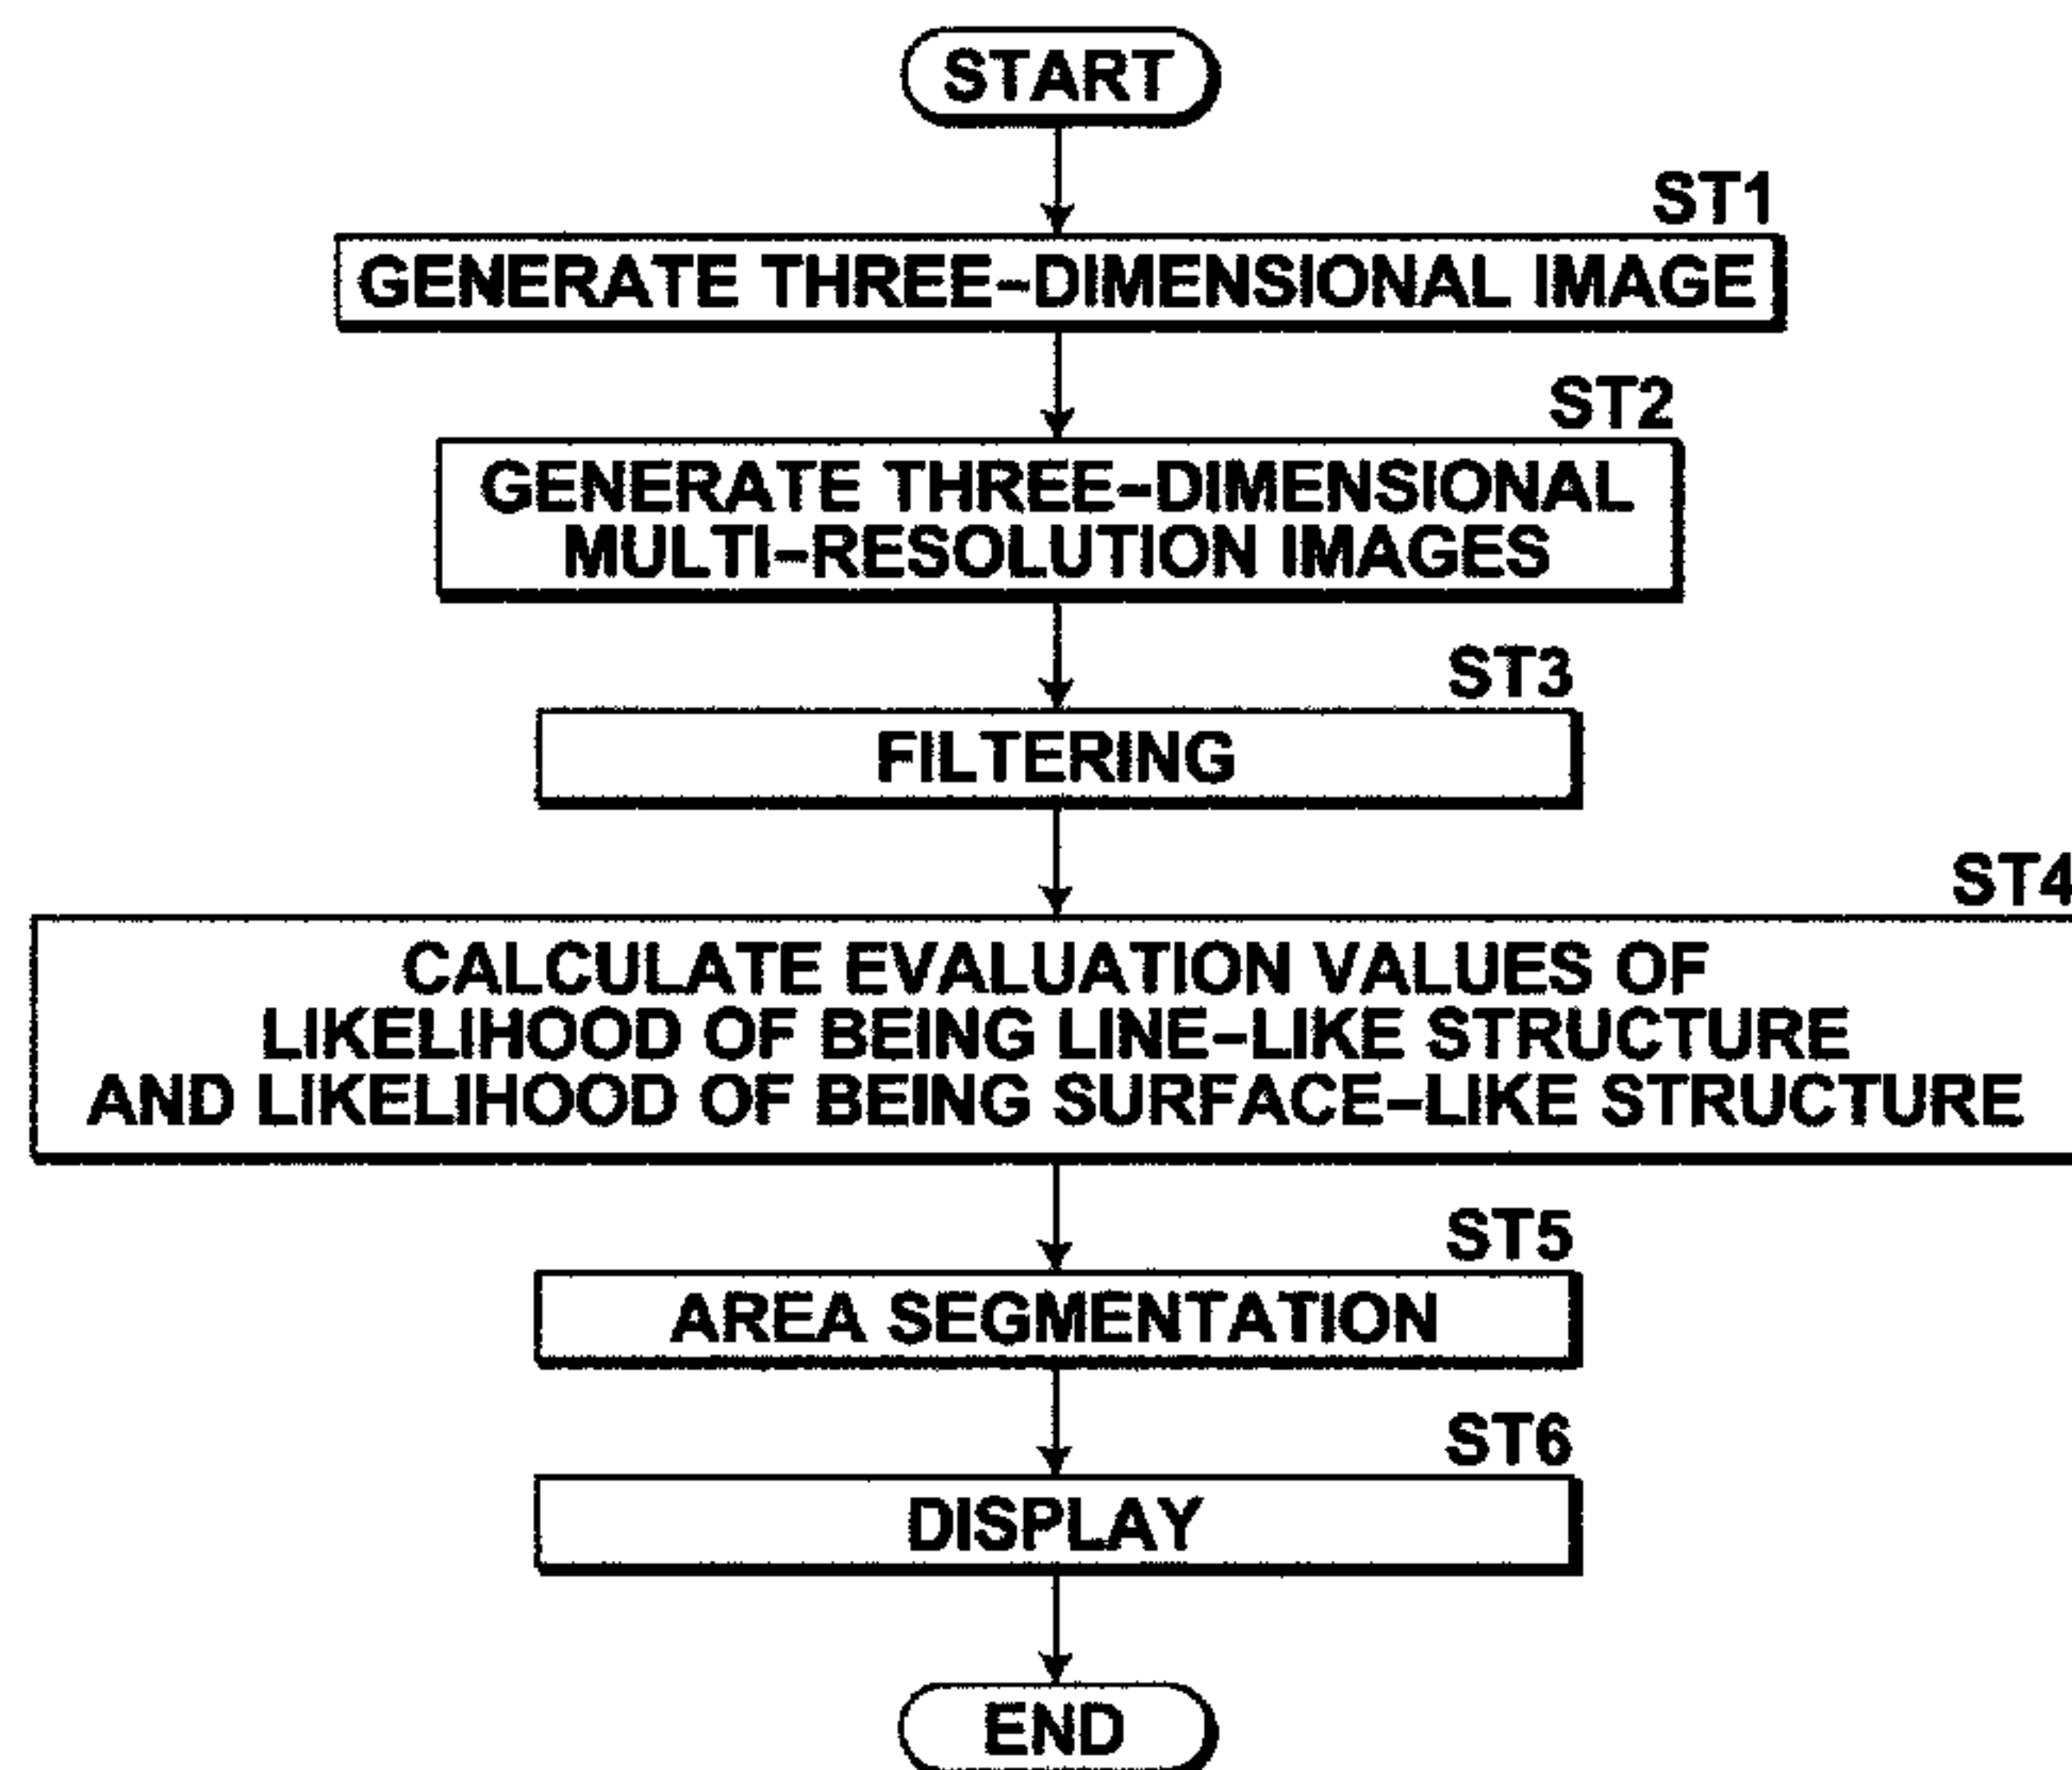 START
ST1
GENERATE THREE-DIMENSIONAL IMAGE
ST2
GENERATE THREE-DIMENSIONAL
MULTI-RESOLUTION IMAGES
ST3
FILTERING
ST4
CALCULATE EVALUATION VALUES OF
LIKELIHOOD OF BEING LINE-LIKE STRUCTURE
AND LIKELIHOOD OF BEING SURFACE-LIKE STRUCTURE
ST5
AREA SEGMENTATION
ST6
DISPLAY
END